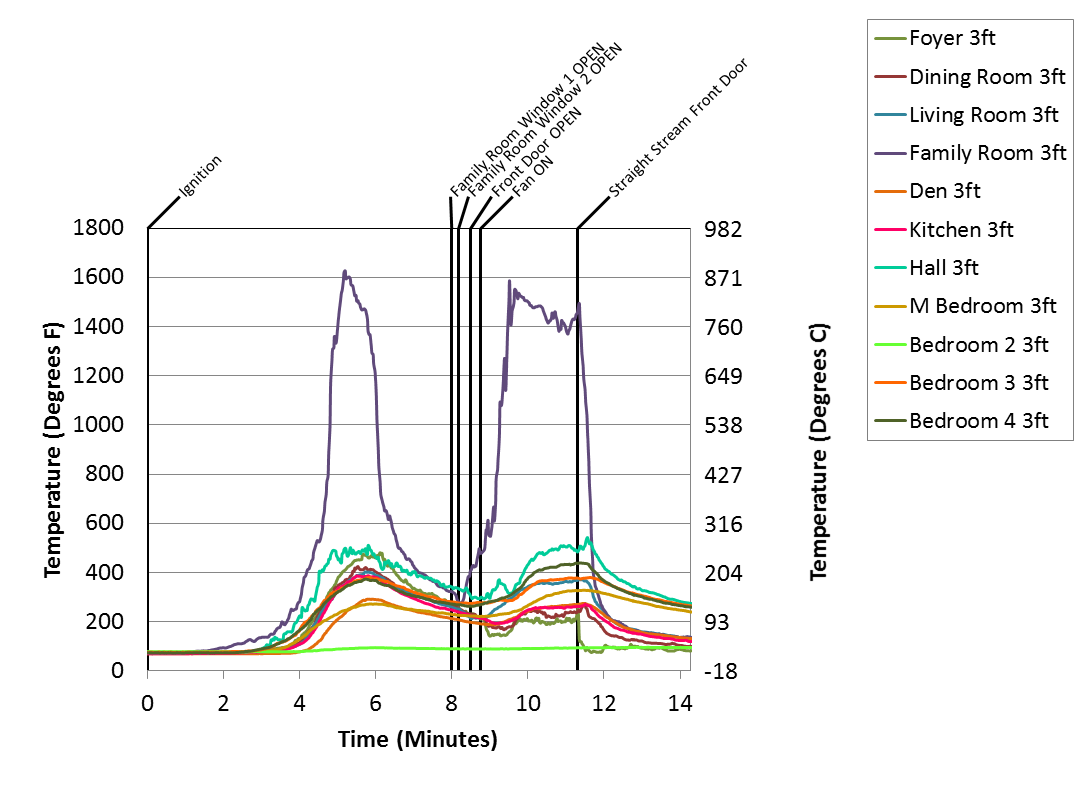 Ignition
Family Room Window 1 OPEN
Family Room Window 2 OPEN
Front Door OPEN
Fan ON
Straight Stream Front Door
Foyer 3ft
Dining Room 3ft
Living Room 3ft
Family Room 3ft
Den 3ft
Kitchen 3ft
Hall 3ft
M Bedroom 3ft
Bedroom 2 3ft
Bedroom 3 3ft
Bedroom 4 3ft
Temperature (Degrees F)
1800
1600
1400
1200
1000
800
600
400
200
0
982
871
760
649
538
427
316
204
93
-18
Temperature (Degrees C)
0 2 4 6 8 10 12 14
Time (Minutes)